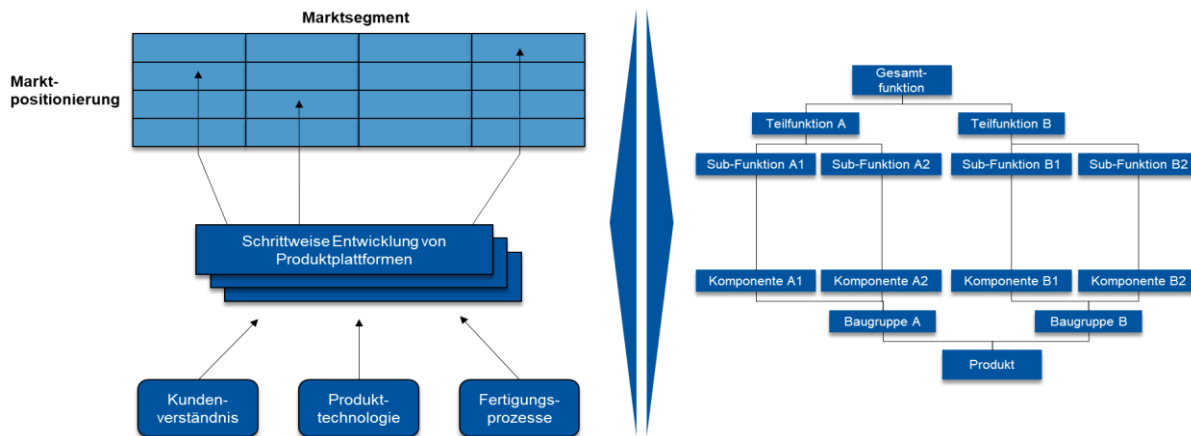 Marktsegment
Markt-
positionierung
Schrittweise Entwicklung von
Produktplattformen
Kunden-
verständnis
Produkt-
technologie
Fertigungs-
prozesse
Gesamt-
funktion
Teilfunktion A
Teilfunktion B
Sub-Funktion A1
Sub-Funktion A2
Sub-Funktion B1
Sub-Funktion B2
Komponente A1
Komponente A2
Komponente B1
Komponente B2
Baugruppe A
Baugruppe B
Produkt